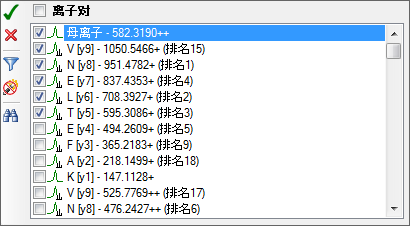 离子对
母离子 - 582.3190++
V [y9] - 1050.5466+ (排名15)
N [y8] - 951.4782+ (排名1)
E [y7] - 837.4353+ (排名4)
L [y6] - 708.3927+ (排名2)
T [y5] - 595.3086+ (排名3)
E [y4] - 494.2609+ (排名5)
F [y3] - 365.2183+ (排名9)
A [y2] - 218.1499+ (排名18)
K [y1] - 147.1128+
V [y9] - 525.7769++ (排名17)
N [y8] - 476.2427++ (排名6)